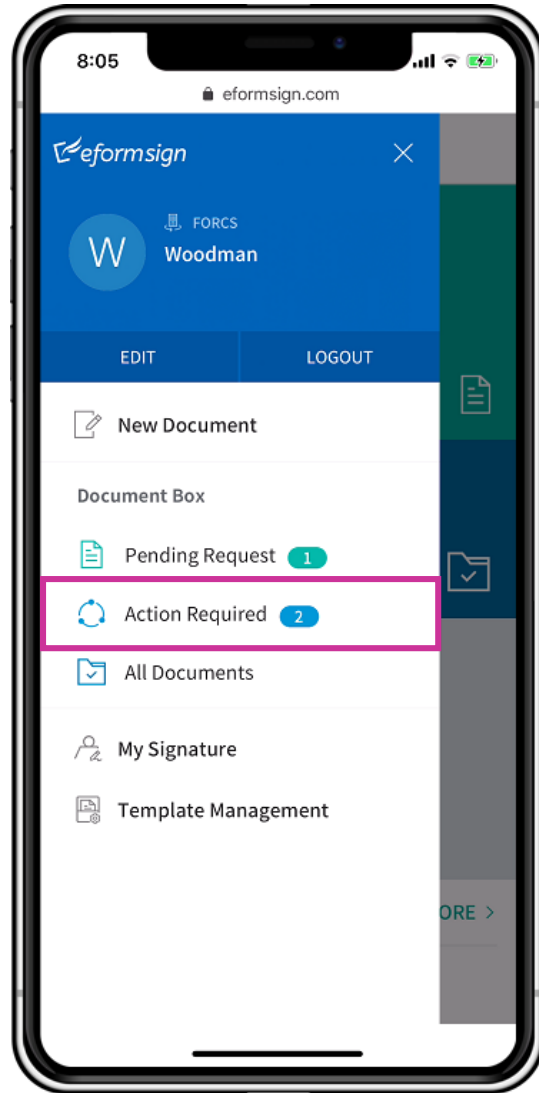 8:05
eformsign.com
eformsign
FORCS
W
Woodman
EDIT LOGOUT
New Document
Document Box
Pending Request 1
Action Required 2
All Documents
My Signature
Template Management
ORE >